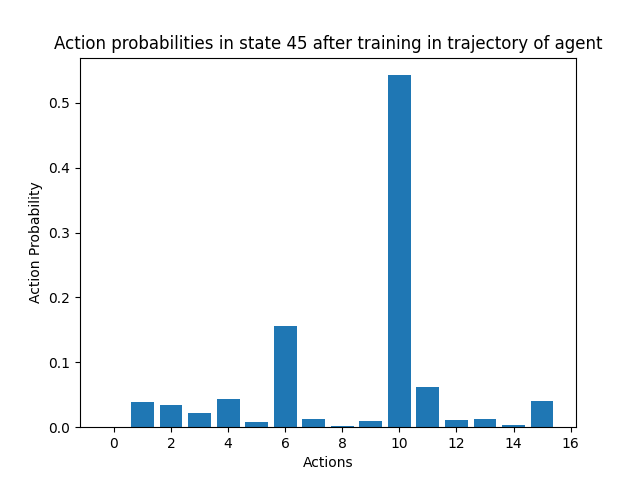 Action probabilities in state 45 after training in trajectory of agent
Action Probability
0.5
0.4
0.3
0.2
0.1
0.0
0 2 4 6 8 10 12 14 16
Actions